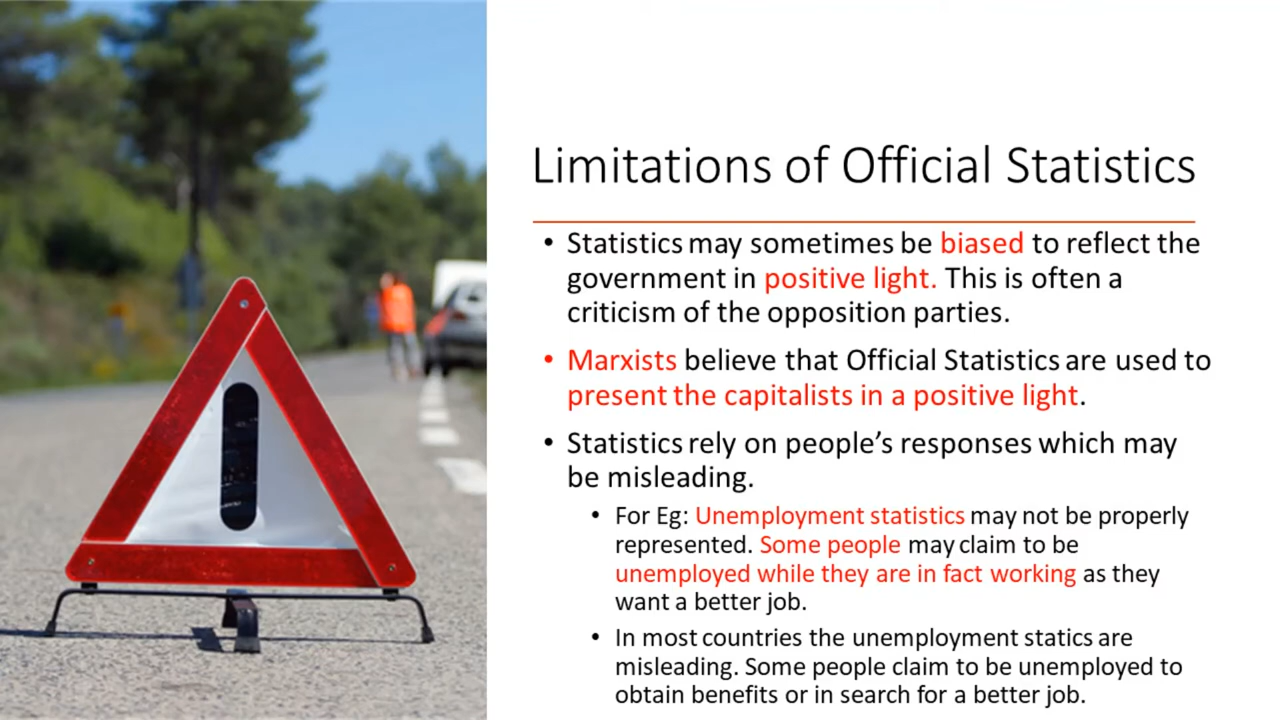 Limitations of Official Statistics
• Statistics may sometimes be biased to reflect the
government in positive light. This is often a
criticism of the opposition parties.
• Marxists believe that Official Statistics are used to
present the capitalists in a positive light.
• Statistics rely on people’s responses which may
be misleading.
• For Eg: Unemployment statistics may not be properly
represented. Some people may claim to be
unemployed while they are in fact working as they
want a better job.
• In most countries the unemployment statics are
misleading. Some people claim to be unemployed to
obtain benefits or in search for a better job.